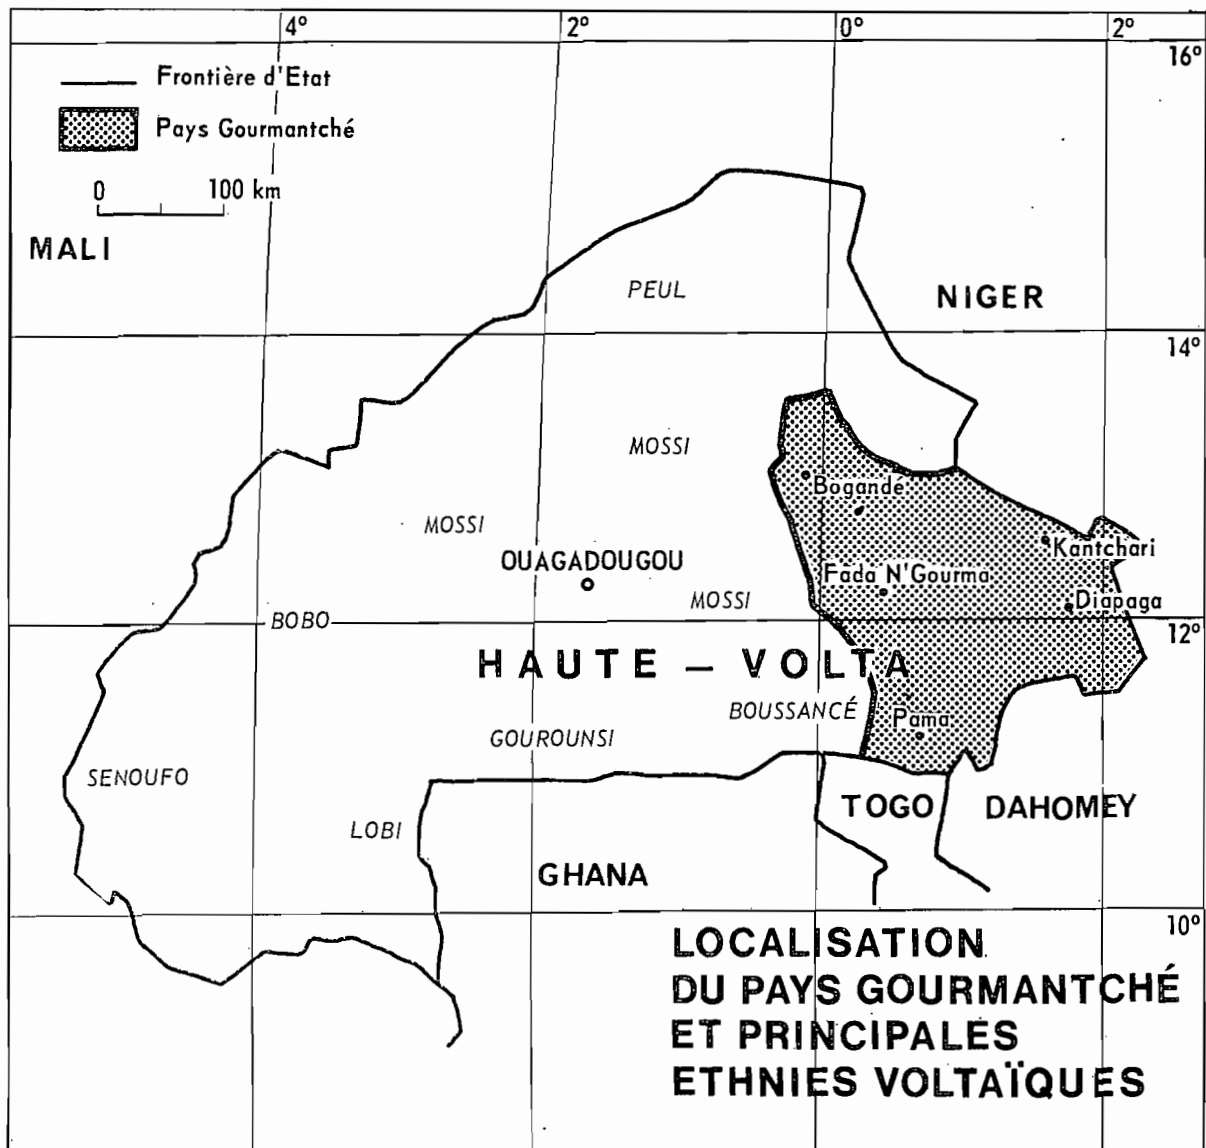 4° 2° 0° 2°
16°
Frontière d'Etat
Pays Gourmantché
0 100 km
MALI
PEUL
NIGER
14°
MOSSI
Bogandé
MOSSI
Kantchari
OUAGADOUGOU
Fada N'Gourma
MOSSI
Diapaga
BOBO
12°
HAUTE – VOLTA
BOUSSANCÉ
Pama
GOUROUNSI
SENOUFO
TOGO
DAHOMEY
LOBI
GHANA
10°
LOCALISATION
DU PAYS GOURMANTCHÉ
ET PRINCIPALES
ETHNIES VOLTAÏQUES